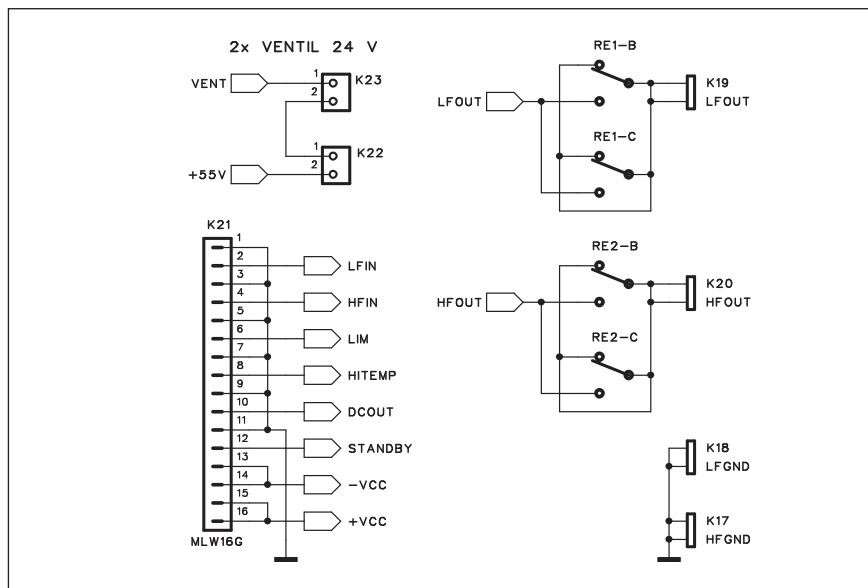 2x VENTIL 24 V
VENT
1
2
K23
1
2
K22
+55V
K21
1
2
LFIN
3
4
HFIN
5
6
LIM
7
8
HITEMP
9
10
DCOUT
11
12
STANDBY
13
14
-VCC
15
16
+VCC
MLW16G
RE1-B
LFOUT
K19
LFOUT
RE1-C
RE2-B
HFOUT
K20
HFOUT
RE2-C
K18
LFGND
K17
HFGND